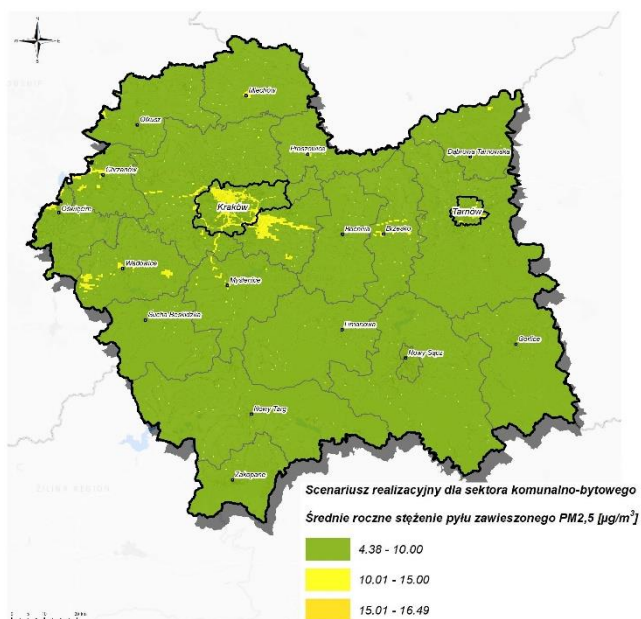 N
Miechów
Olkusz
Proszowice
Dąbrowa Tarnowska
Chrzanów
Oświęcim
Kraków
Tarnów
Bochnia
Brzesko
Wadowice
Myślenice
Sucha Beskidzka
Limanowa
Gorlice
Nowy Sącz
Nowy Targ
Zakopane
Scenariusz realizacyjny dla sektora komunalno-bytowego
Średnie roczne stężenie pyłu zawieszonego PM2,5 [µg/m³]
4.38 - 10.00
10.01 - 15.00
15.01 - 16.49